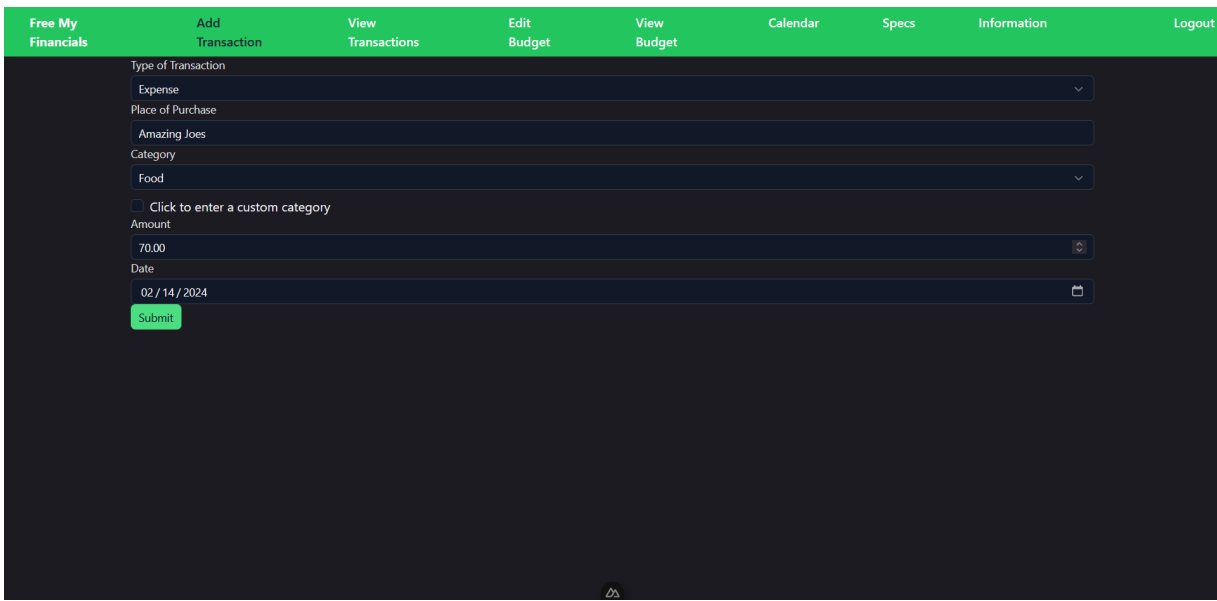 Free My
Financials
Add
Transaction
View
Transactions
Edit
Budget
View
Budget
Calendar
Specs
Information
Logout
Type of Transaction
Expense
Place of Purchase
Amazing Joes
Category
Food
Click to enter a custom category
Amount
70.00
Date
02 / 14 / 2024
Submit